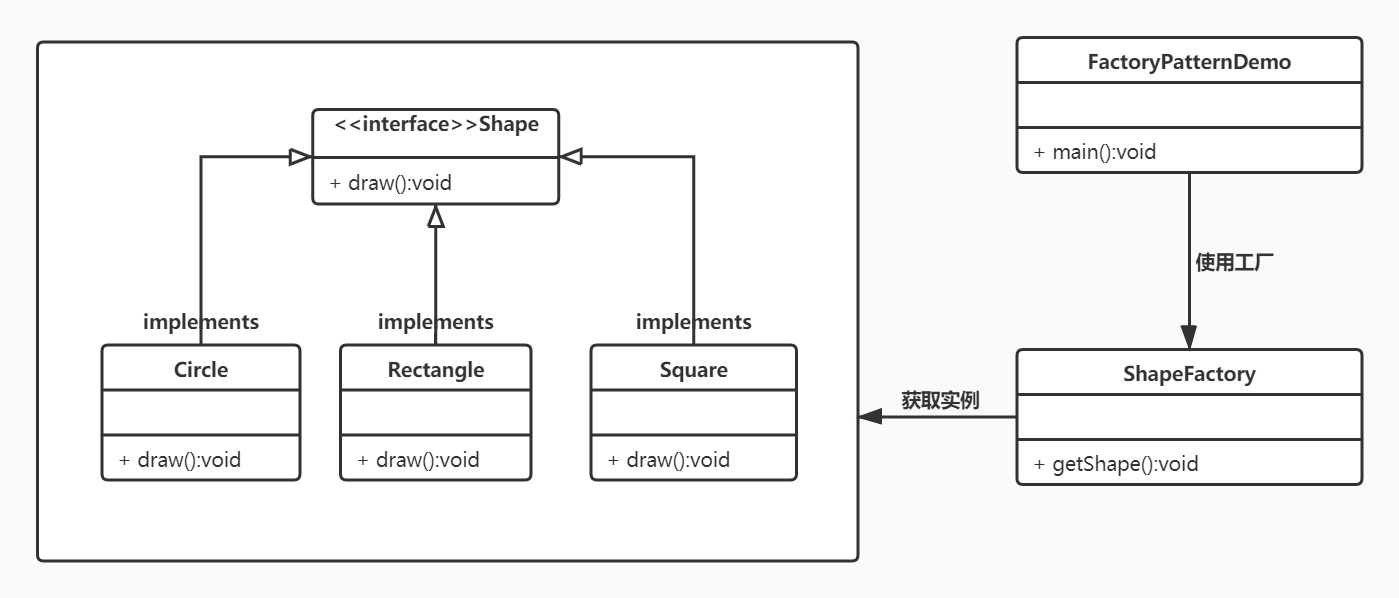 <<interface>>Shape
+ draw():void
implements
implements
implements
Circle
+ draw():void
Rectangle
+ draw():void
Square
+ draw():void
FactoryPatternDemo
+ main():void
使用工厂
ShapeFactory
+ getShape():void
获取实例